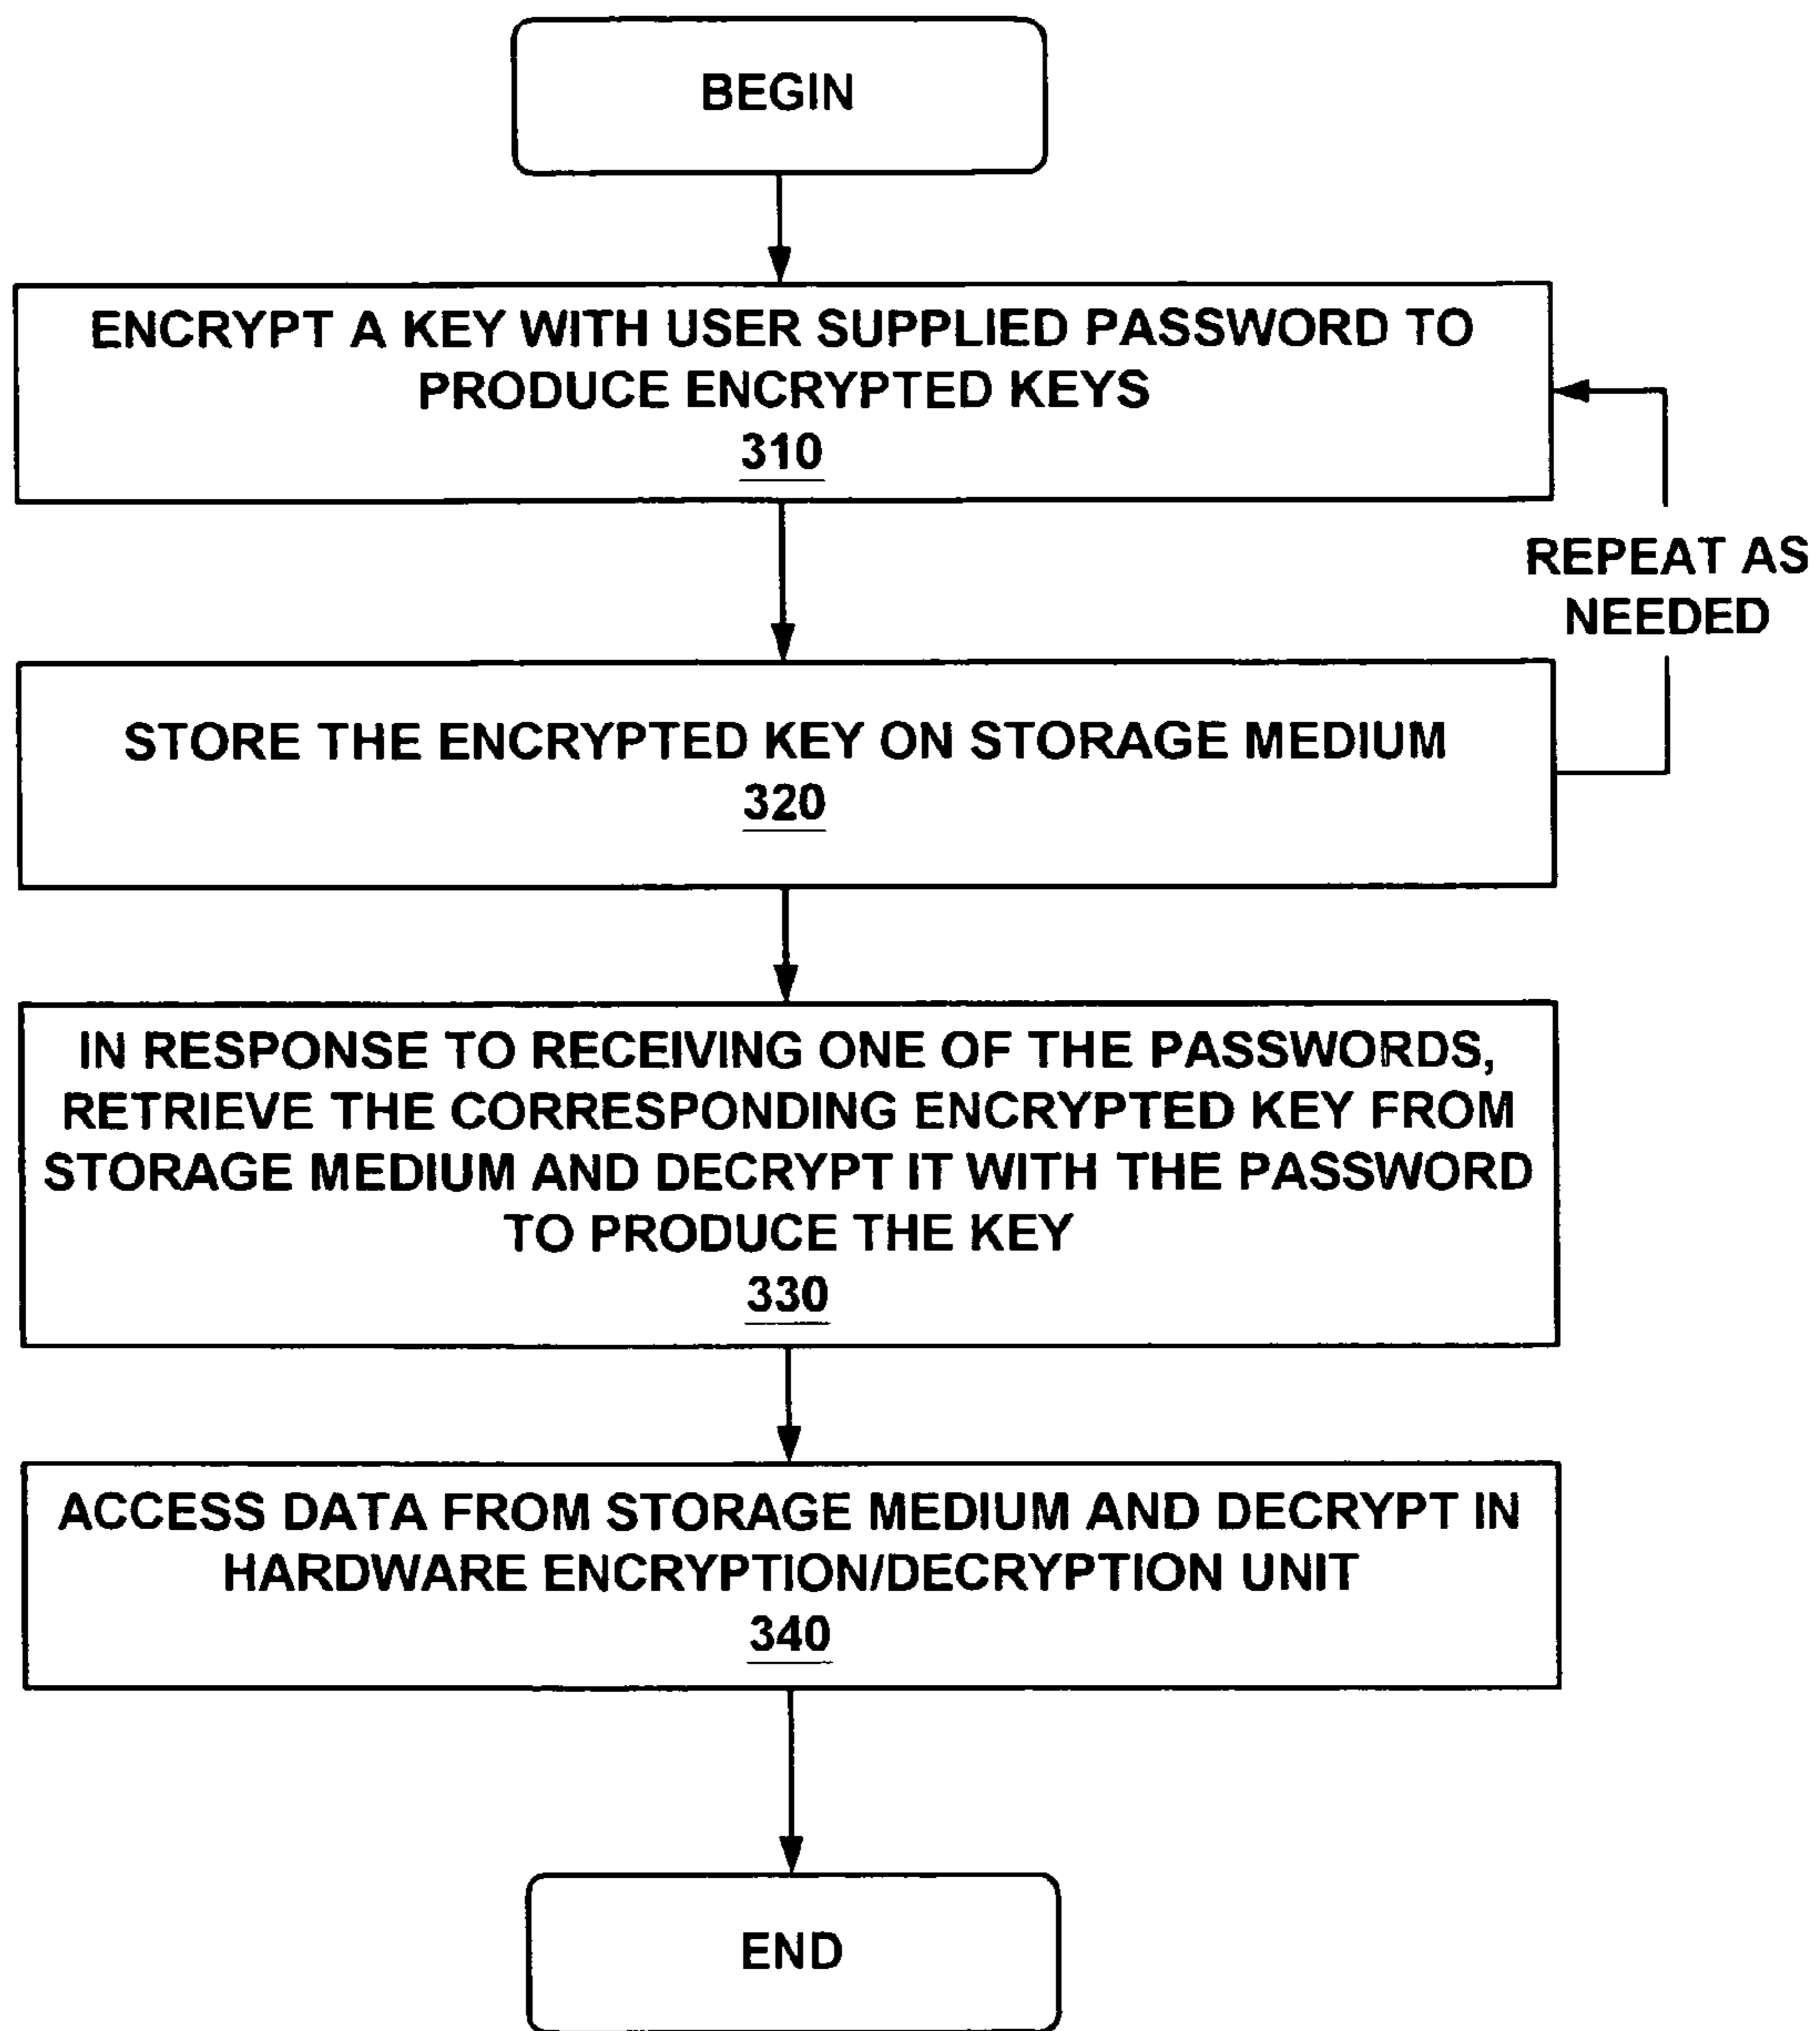 BEGIN
ENCRYPT A KEY WITH USER SUPPLIED PASSWORD TO
PRODUCE ENCRYPTED KEYS
310
REPEAT AS
NEEDED
STORE THE ENCRYPTED KEY ON STORAGE MEDIUM
320
IN RESPONSE TO RECEIVING ONE OF THE PASSWORDS,
RETRIEVE THE CORRESPONDING ENCRYPTED KEY FROM
STORAGE MEDIUM AND DECRYPT IT WITH THE PASSWORD
TO PRODUCE THE KEY
330
ACCESS DATA FROM STORAGE MEDIUM AND DECRYPT IN
HARDWARE ENCRYPTION/DECRYPTION UNIT
340
END